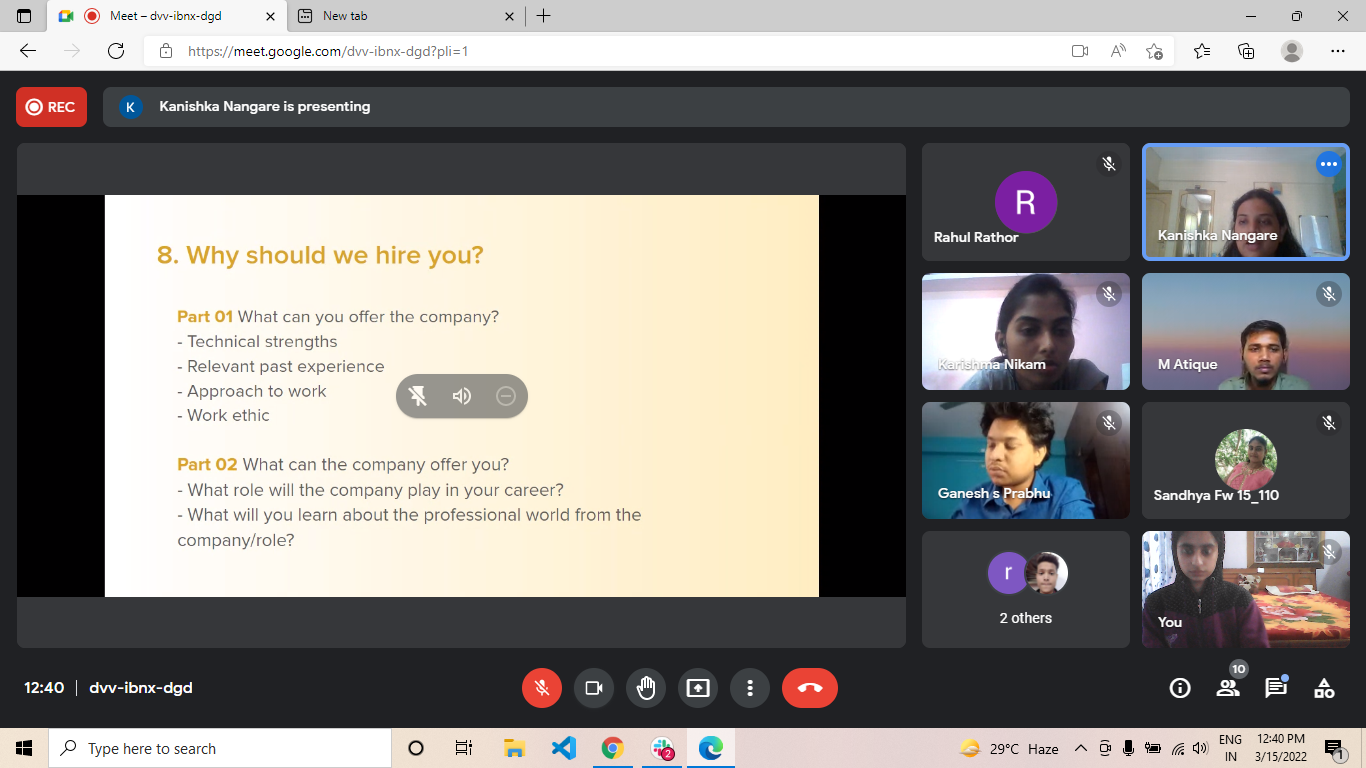 Meet – dvv-ibnx-dgd
New tab
https://meet.google.com/dvv-ibnx-dgd?pli=1
REC
K
Kanishka Nangare is presenting
8. Why should we hire you?
Part 01 What can you offer the company?
- Technical strengths
- Relevant past experience
- Approach to work
- Work ethic
Part 02 What can the company offer you?
- What role will the company play in your career?
- What will you learn about the professional world from the
company/role?
R
Rahul Rathor
Kanishka Nangare
Karishma Nikam
M Atique
Ganesh s Prabhu
Sandhya Fw 15_110
r
2 others
You
12:40 | dvv-ibnx-dgd
10
Type here to search
2
29°C Haze
ENG
IN
12:40 PM
3/15/2022
1